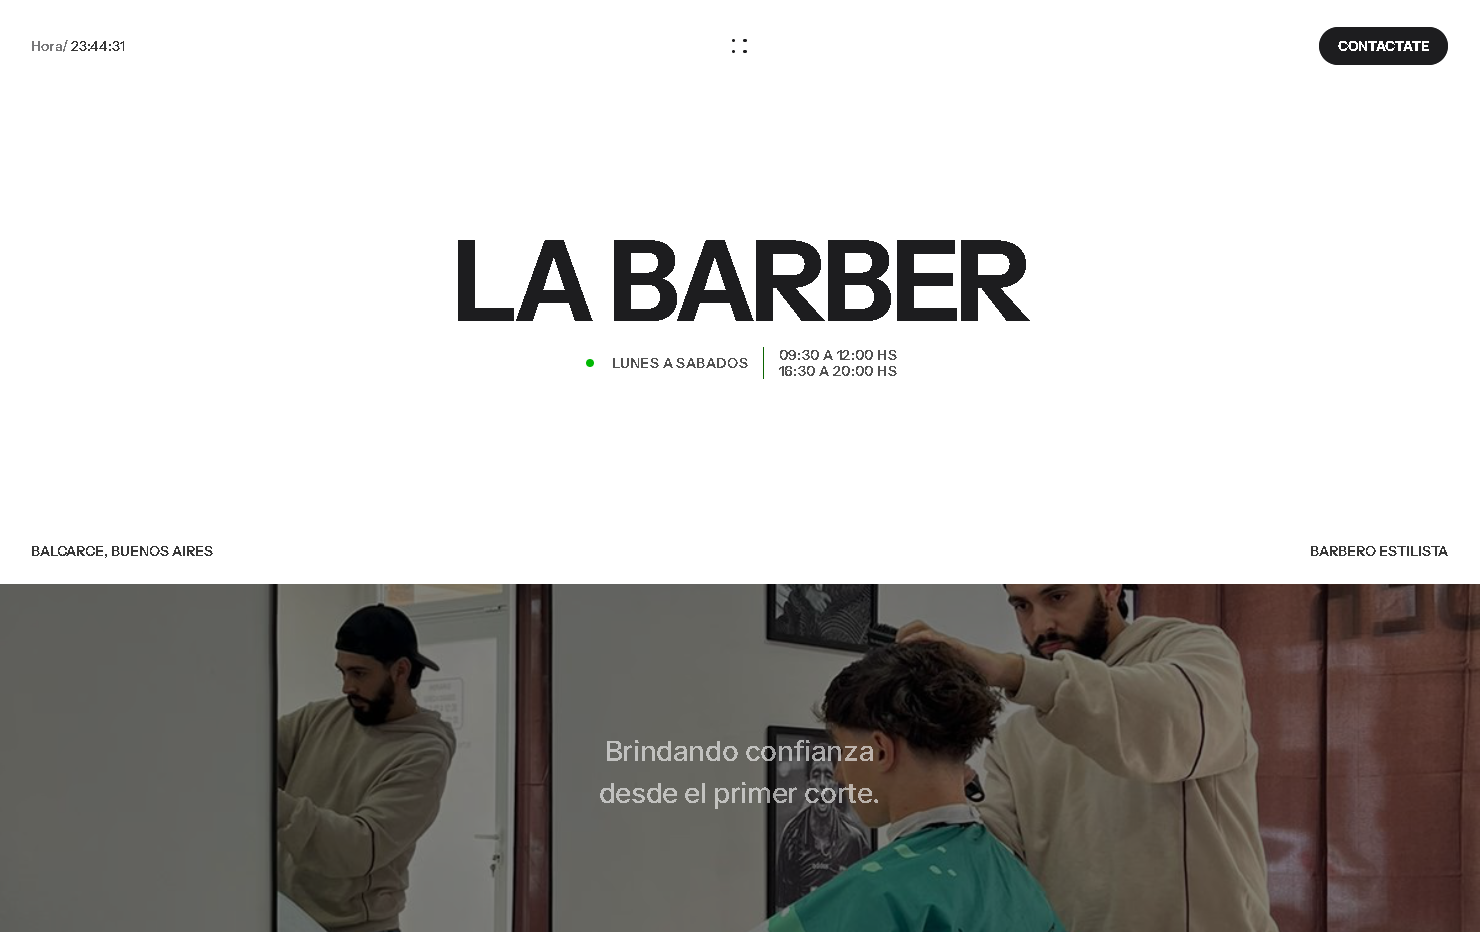 Hora/ 23:44:31
CONTACTATE
LA BARBER
LUNES A SABADOS
09:30 A 12:00 HS
16:30 A 20:00 HS
BALCARCE, BUENOS AIRES
BARBERO ESTILISTA
Brindando confianza
desde el primer corte.